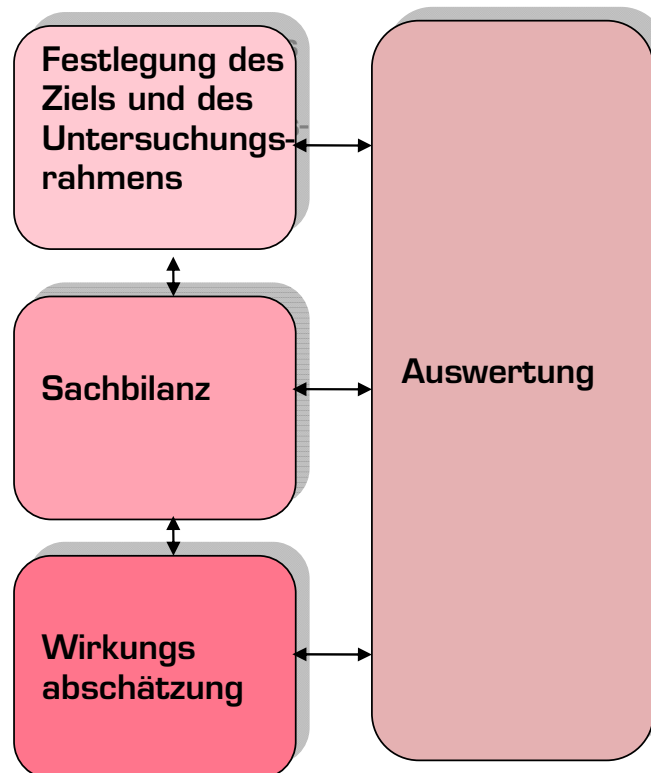 Festlegung des
Ziels und des
Untersuchungs-
rahmens
Sachbilanz
Auswertung
Wirkungs
abschätzung